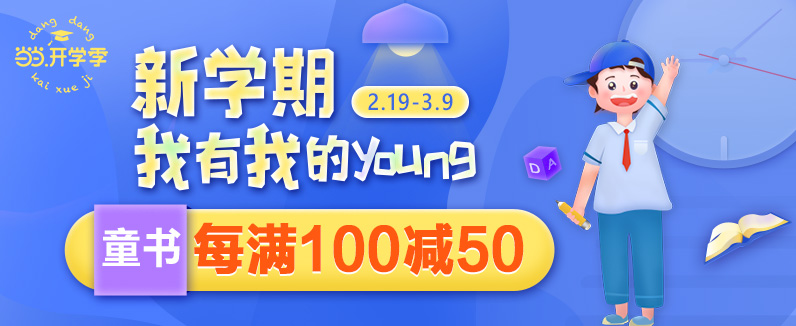 dang dang
当当.开学季
kai xue ji
新学期
2.19-3.9
我有我的young
童书
每满100减50
D A